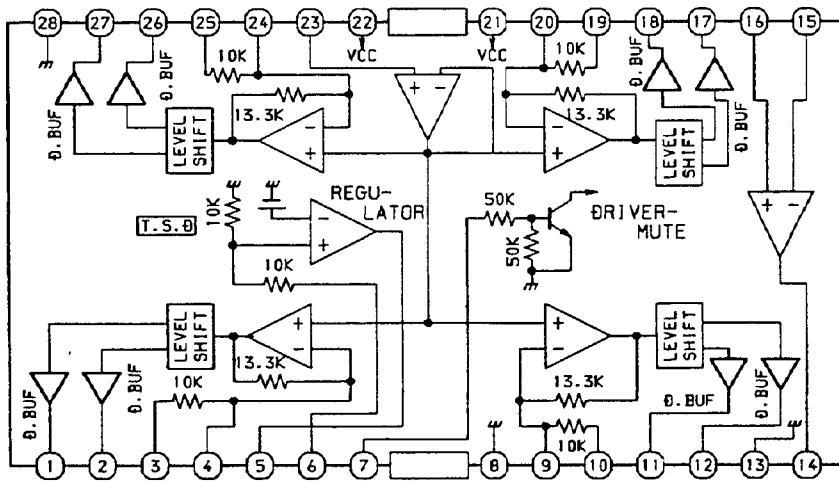 28 27 26 25 24 23 22 21 20 19 18 17 16 15
VCC VCC
10K 10K
D.BUF D.BUF D.BUF D.BUF
13.3K 13.3K
LEVEL SHIFT LEVEL SHIFT
- + + - - + + -
REGU-
LATOR
10K
T.S.D
- +
50K
50K
DRIVER-
MUTE
10K
LEVEL SHIFT LEVEL SHIFT
+ - + -
13.3K 13.3K
10K 10K
D.BUF D.BUF D.BUF D.BUF
1 2 3 4 5 6 7 8 9 10 11 12 13 14